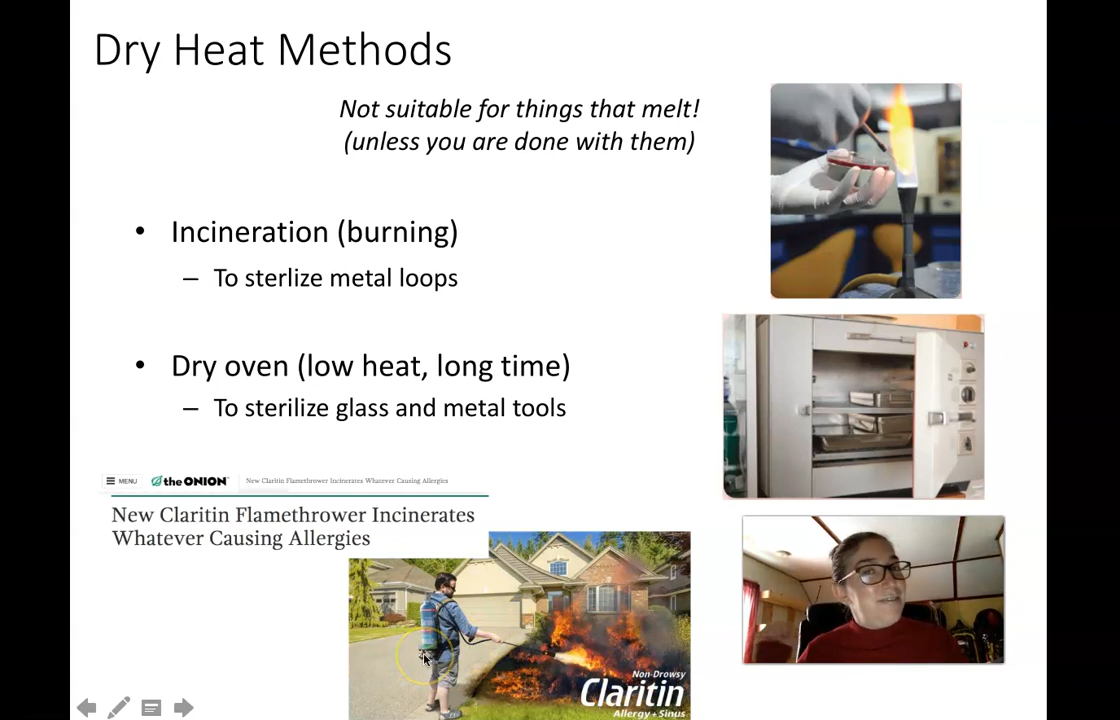 Dry Heat Methods
Not suitable for things that melt!
(unless you are done with them)
• Incineration (burning)
– To sterlize metal loops
• Dry oven (low heat, long time)
– To sterilize glass and metal tools
MENU the ONION New Claritin Flamethrower Incinerates Whatever Causing Allergies
New Claritin Flamethrower Incinerates
Whatever Causing Allergies
Non-Drowsy
Claritin
Allergy+Sinus